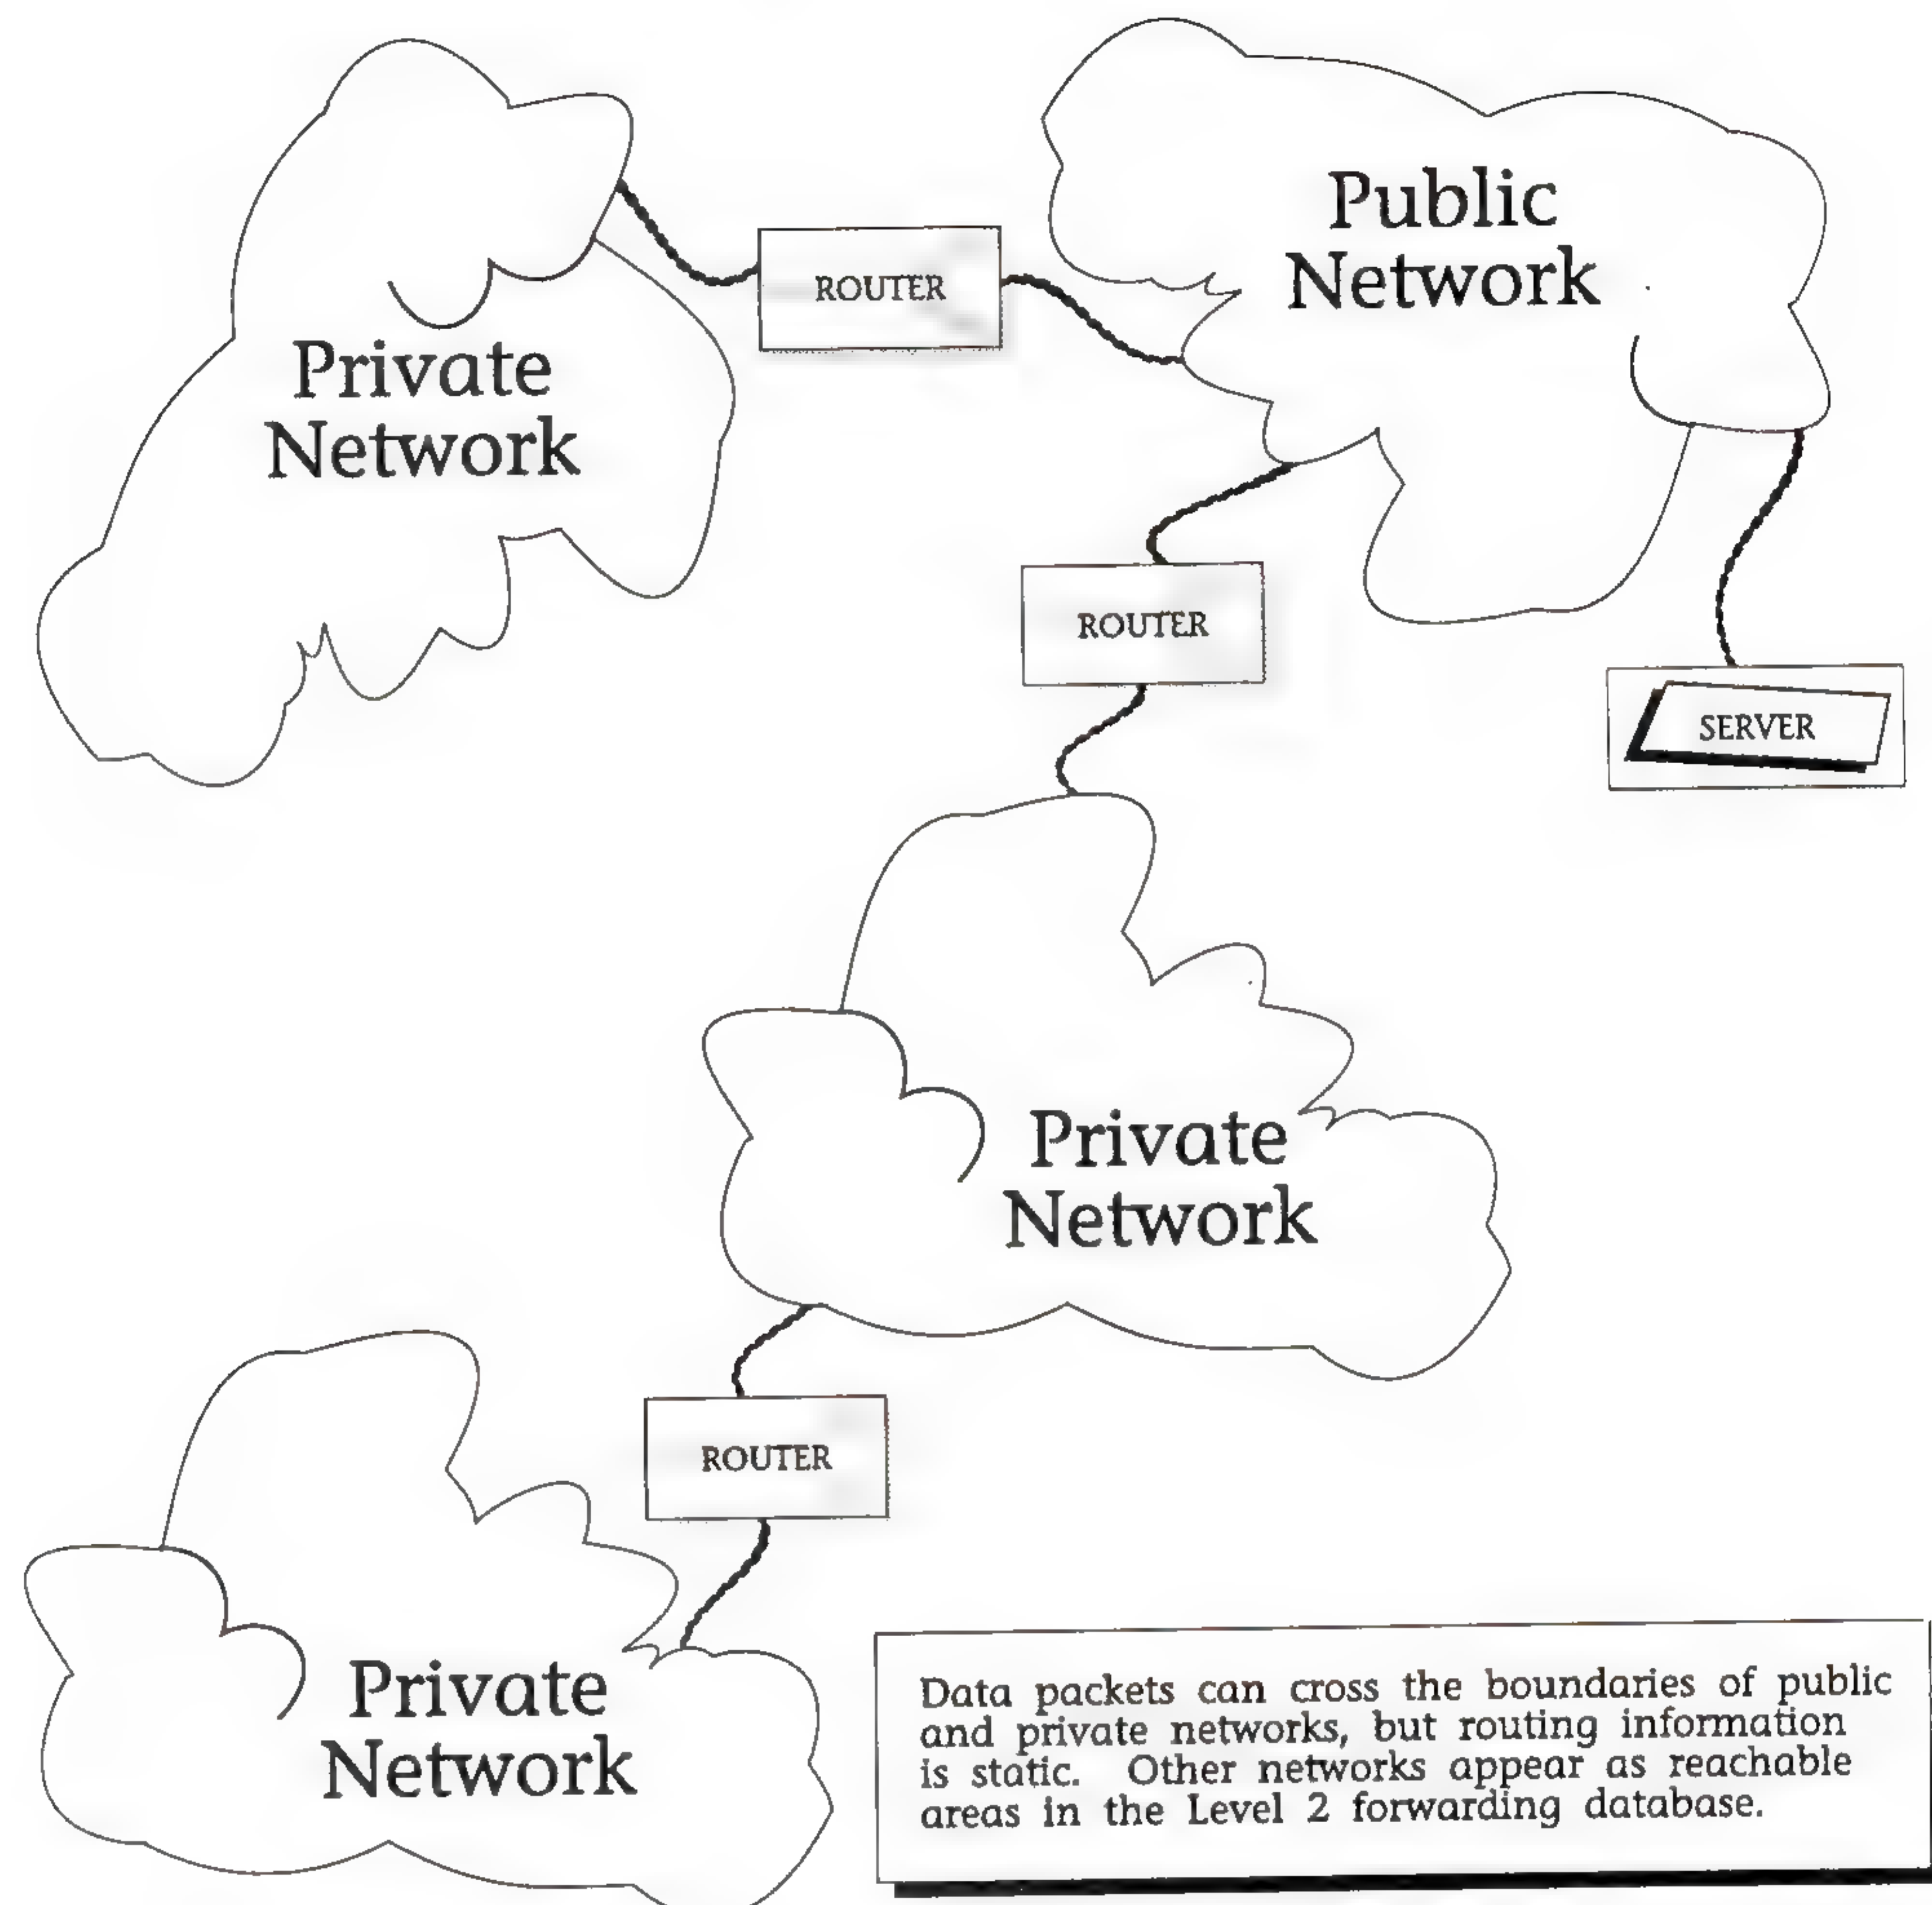 Public
Network
ROUTER
Private
Network
ROUTER
SERVER
Private
Network
ROUTER
Private
Network
Data packets can cross the boundaries of public
and private networks, but routing information
is static. Other networks appear as reachable
areas in the Level 2 forwarding database.